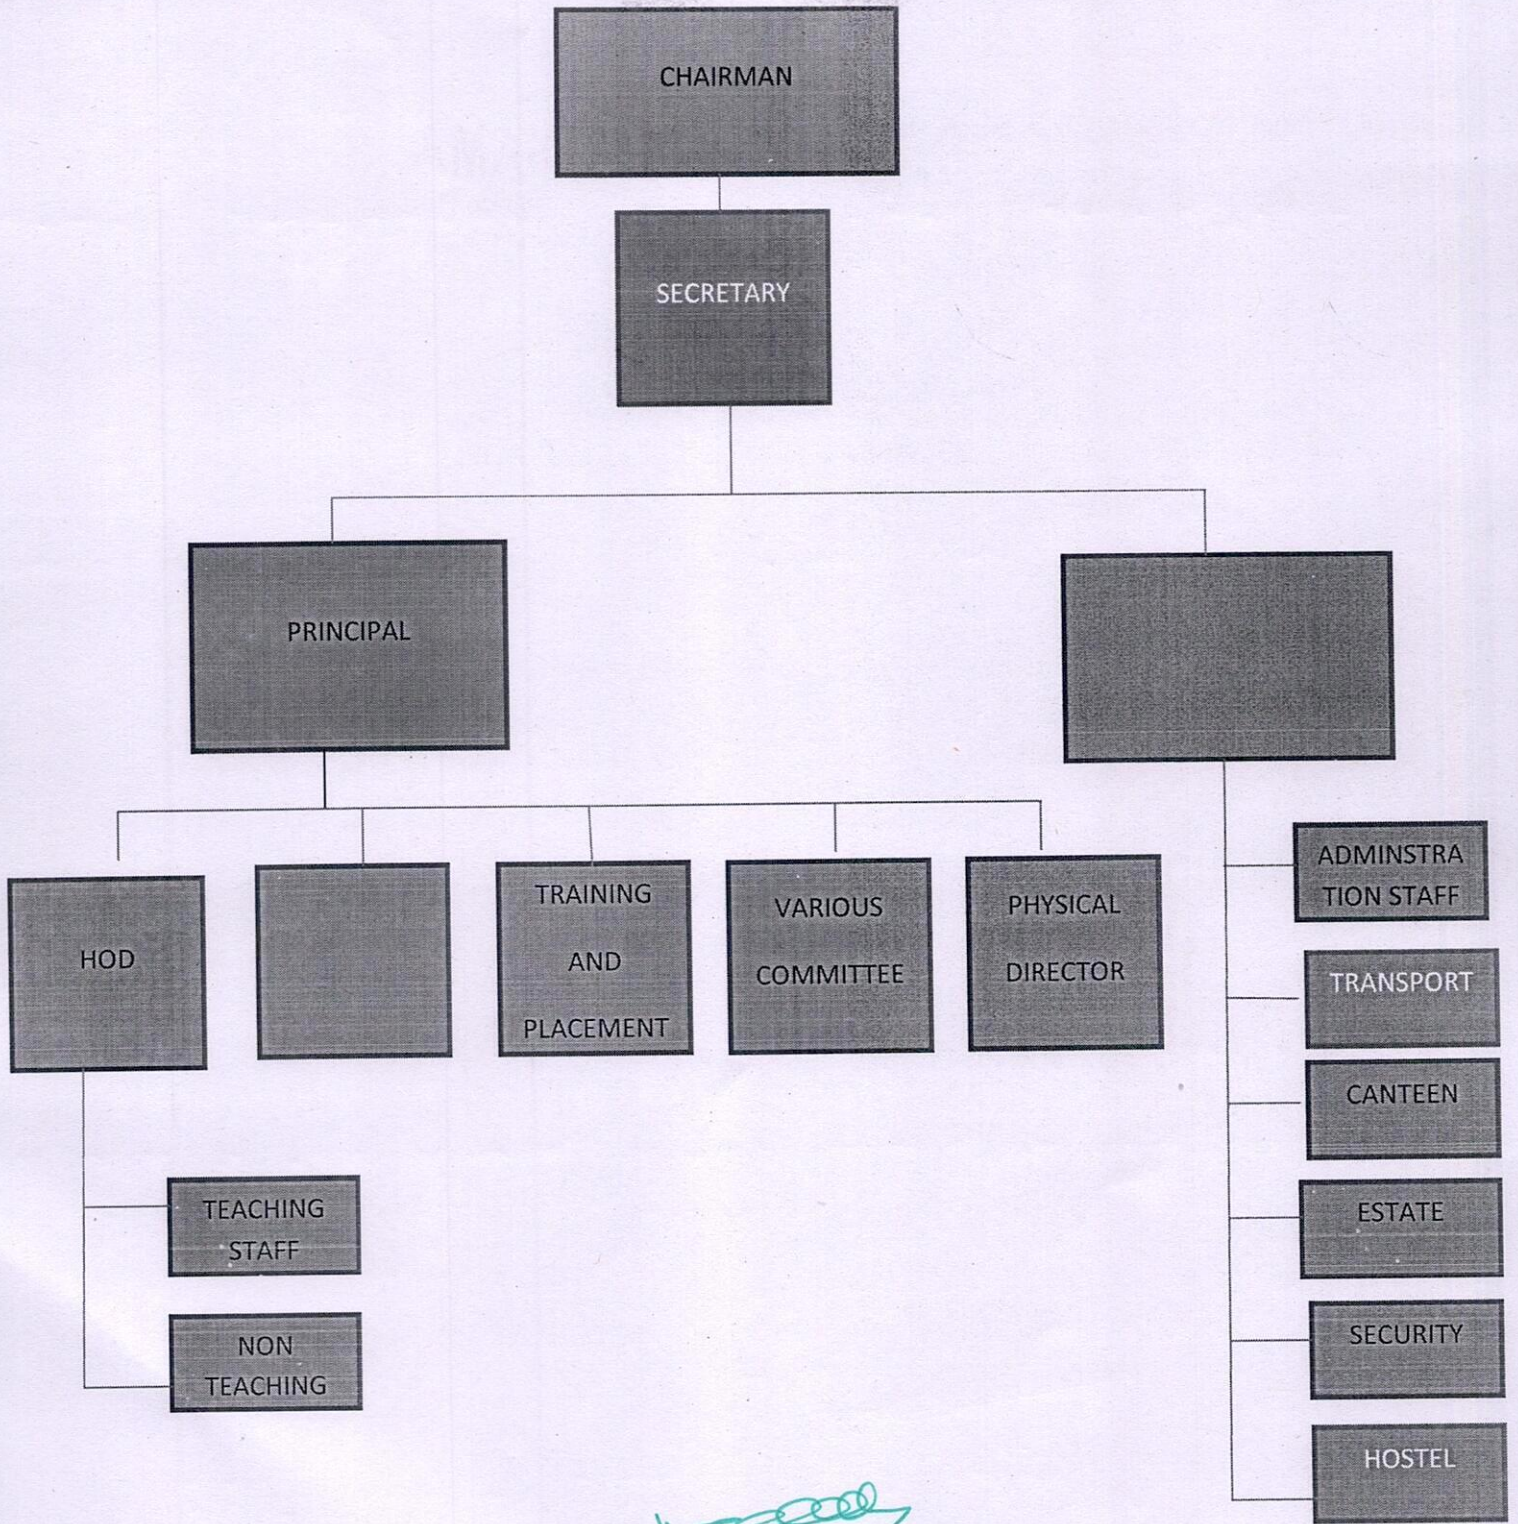 CHAIRMAN
SECRETARY
PRINCIPAL
HOD
TRAINING
AND
PLACEMENT
VARIOUS
COMMITTEE
PHYSICAL
DIRECTOR
ADMINSTRA
TION STAFF
TRANSPORT
CANTEEN
ESTATE
SECURITY
HOSTEL
TEACHING
STAFF
NON
TEACHING